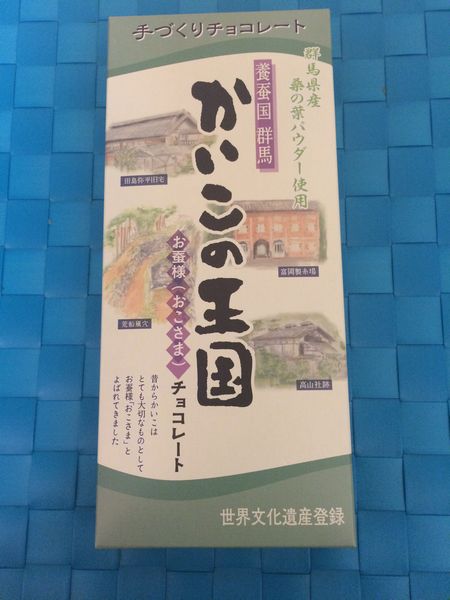 手づくりチョコレート
群馬県産
桑の葉パウダー使用
養蚕国 群馬
かいこの王国
田島弥平旧宅
富岡製糸場
荒船風穴
高山社跡
お蚕様(おこさま)チョコレート
昔からかいこは
とても大切なものとして
お蚕様「おこさま」と
よばれてきました
世界文化遺産登録